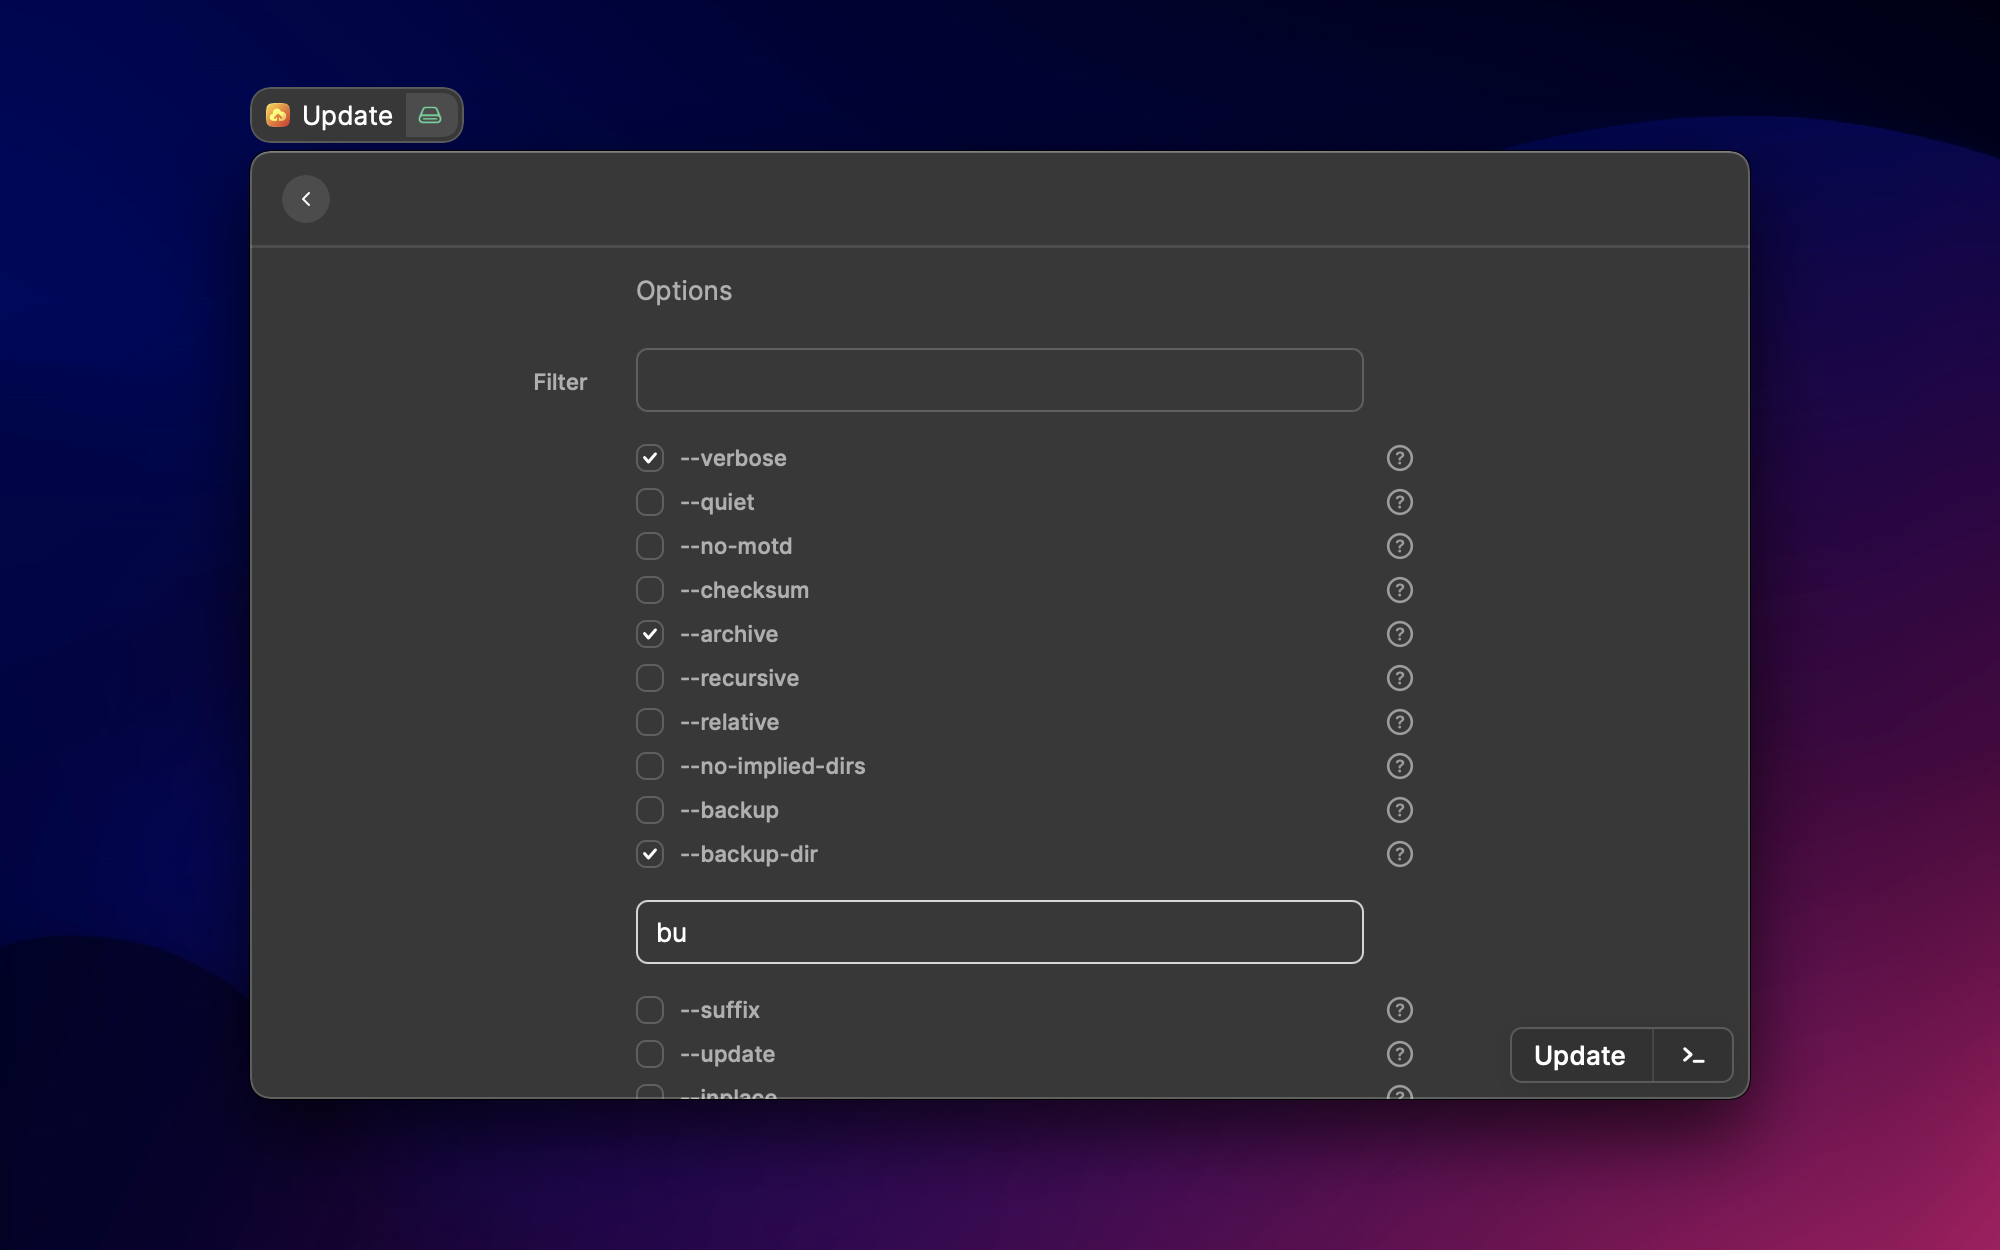 Update
Options
Filter
--verbose
--quiet
--no-motd
--checksum
--archive
--recursive
--relative
--no-implied-dirs
--backup
--backup-dir
bu
--suffix
--update
--inplace
Update